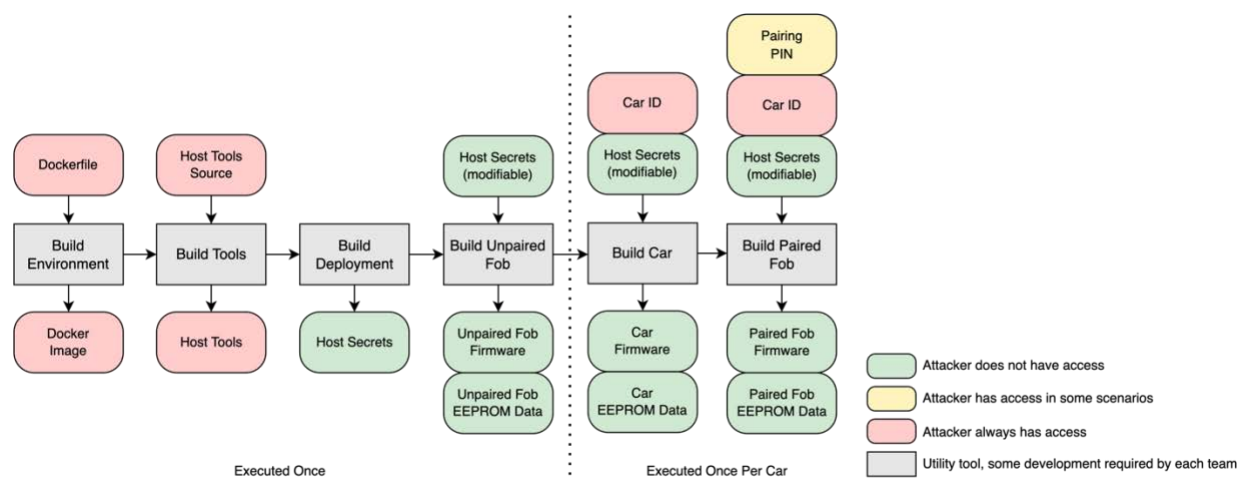 Pairing
PIN
Car ID
Car ID
Dockerfile
Host Tools
Source
Host Secrets
(modifiable)
Host Secrets
(modifiable)
Host Secrets
(modifiable)
Build
Environment
Build Tools
Build
Deployment
Build Unpaired
Fob
Build Car
Build Paired
Fob
Docker
Image
Host Tools
Host Secrets
Unpaired Fob
Firmware
Car
Firmware
Paired Fob
Firmware
Unpaired Fob
EEPROM Data
Car
EEPROM Data
Paired Fob
EEPROM Data
Attacker does not have access
Attacker has access in some scenarios
Attacker always has access
Utility tool, some development required by each team
Executed Once
Executed Once Per Car